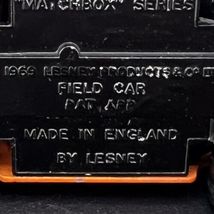 "MATCHBOX" SERIES
1969 LESNEY PRODUCTS & CO LTD
FIELD CAR
PAT APP
MADE IN ENGLAND
BY LESNEY